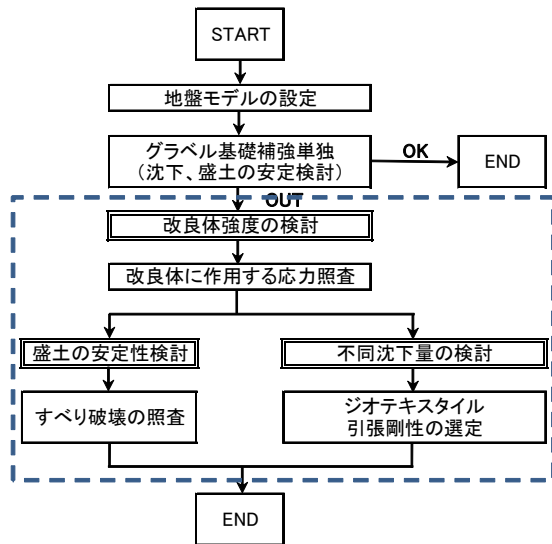 START
地盤モデルの設定
グラベル基礎補強単独
（沈下、盛土の安定検討）
OK
END
OUT
改良体強度の検討
改良体に作用する応力照査
盛土の安定性検討
不同沈下量の検討
すべり破壊の照査
ジオテキスタイル
引張剛性の選定
END